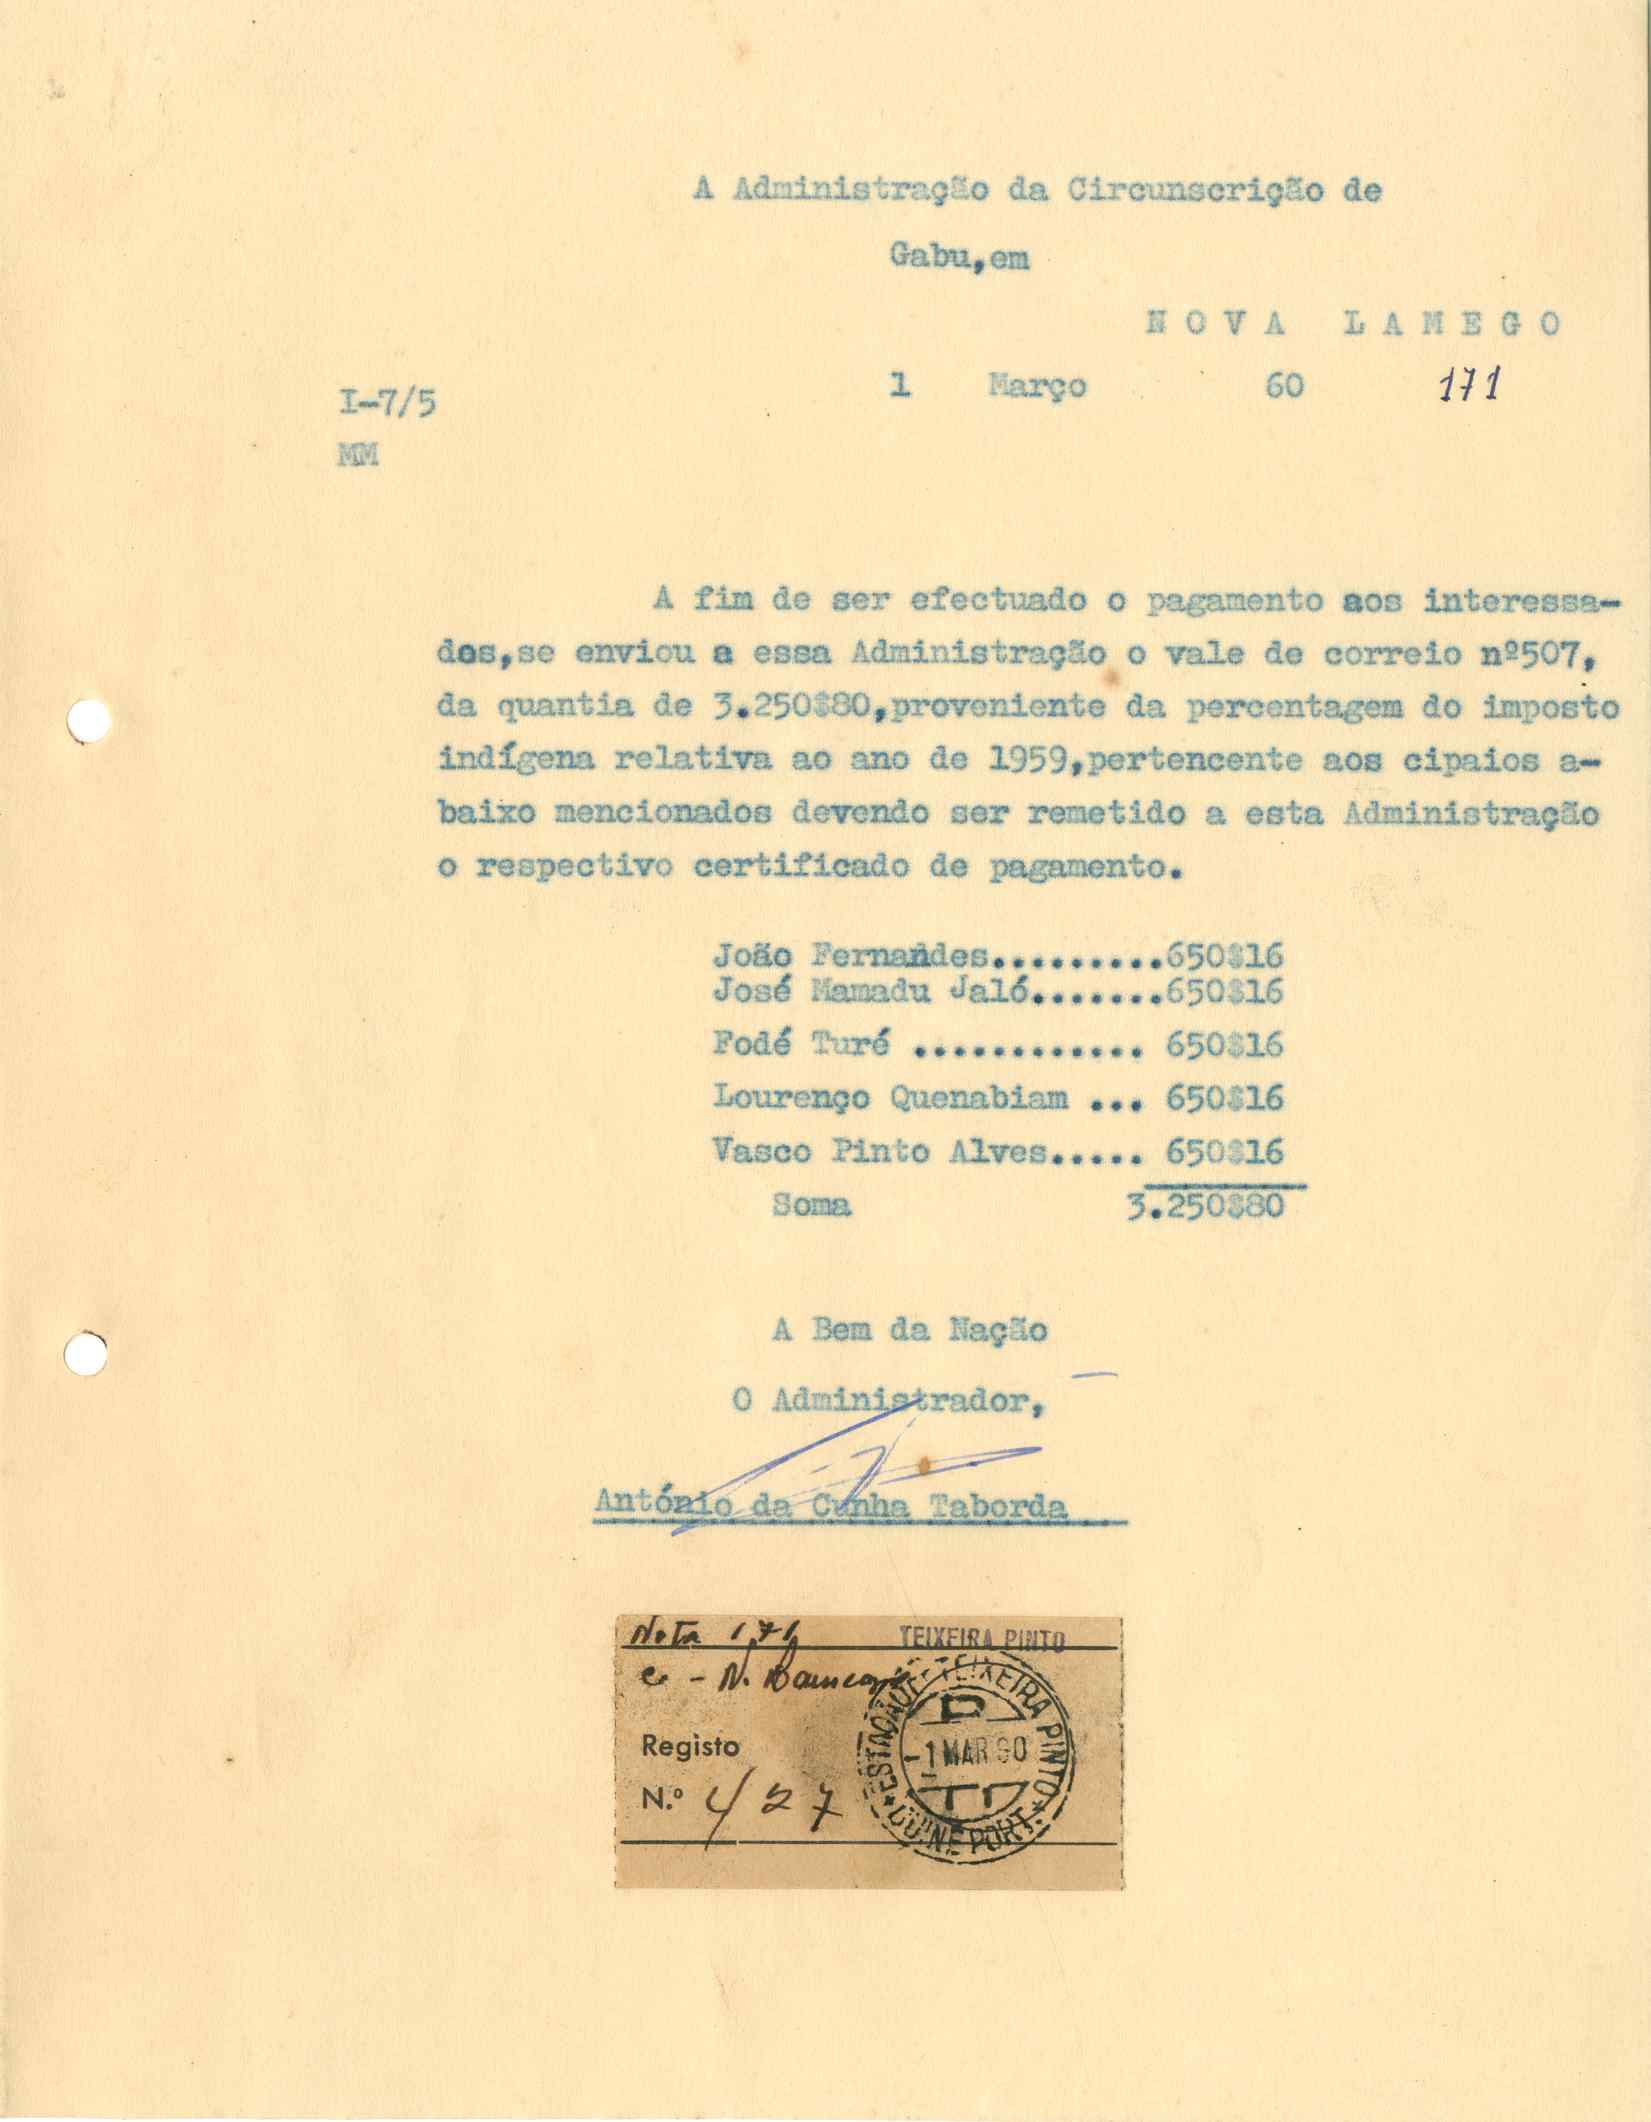 A Administração da Circunscrição de
Gabu,em
N O V A   L A M E G O
1   Março   60   171
I-7/5
MM
A fim de ser efectuado o pagamento aos interessa-
dos,se enviou a essa Administração o vale de correio nº507,
da quantia de 3.250$80,proveniente da percentagem do imposto
indígena relativa ao ano de 1959,pertencente aos cipaios a-
baixo mencionados devendo ser remetido a esta Administração
o respectivo certificado de pagamento.
João Fernandes.........650$16
José Mamadu Jaló.......650$16
Fodé Turé ............ 650$16
Lourenço Quenabiam ... 650$16
Vasco Pinto Alves..... 650$16
Soma   3.250$80
A Bem da Nação
O Administrador,
António da Cunha Taborda
Nota 171
TEIXEIRA PINTO
Registo
N.º 427
ESTAÇÃO DE TEIXEIRA PINTO
-1 MAR 60
GUINÉ PORT.